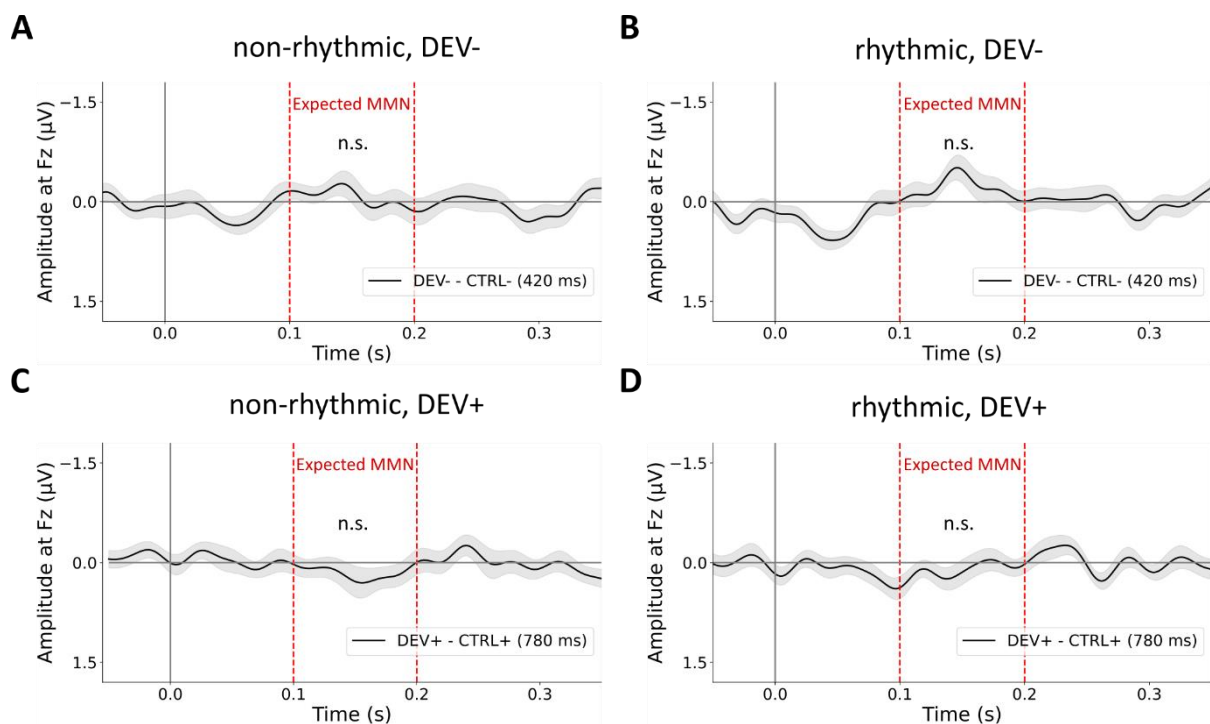 A
non-rhythmic, DEV-
Amplitude at Fz (μV)
−1.5
0.0
1.5
Expected MMN
n.s.
DEV- - CTRL- (420 ms)
0.0 0.1 0.2 0.3
Time (s)
B
rhythmic, DEV-
Amplitude at Fz (μV)
−1.5
0.0
1.5
Expected MMN
n.s.
DEV- - CTRL- (420 ms)
0.0 0.1 0.2 0.3
Time (s)
C
non-rhythmic, DEV+
Amplitude at Fz (μV)
−1.5
0.0
1.5
Expected MMN
n.s.
DEV+ - CTRL+ (780 ms)
0.0 0.1 0.2 0.3
Time (s)
D
rhythmic, DEV+
Amplitude at Fz (μV)
−1.5
0.0
1.5
Expected MMN
n.s.
DEV+ - CTRL+ (780 ms)
0.0 0.1 0.2 0.3
Time (s)